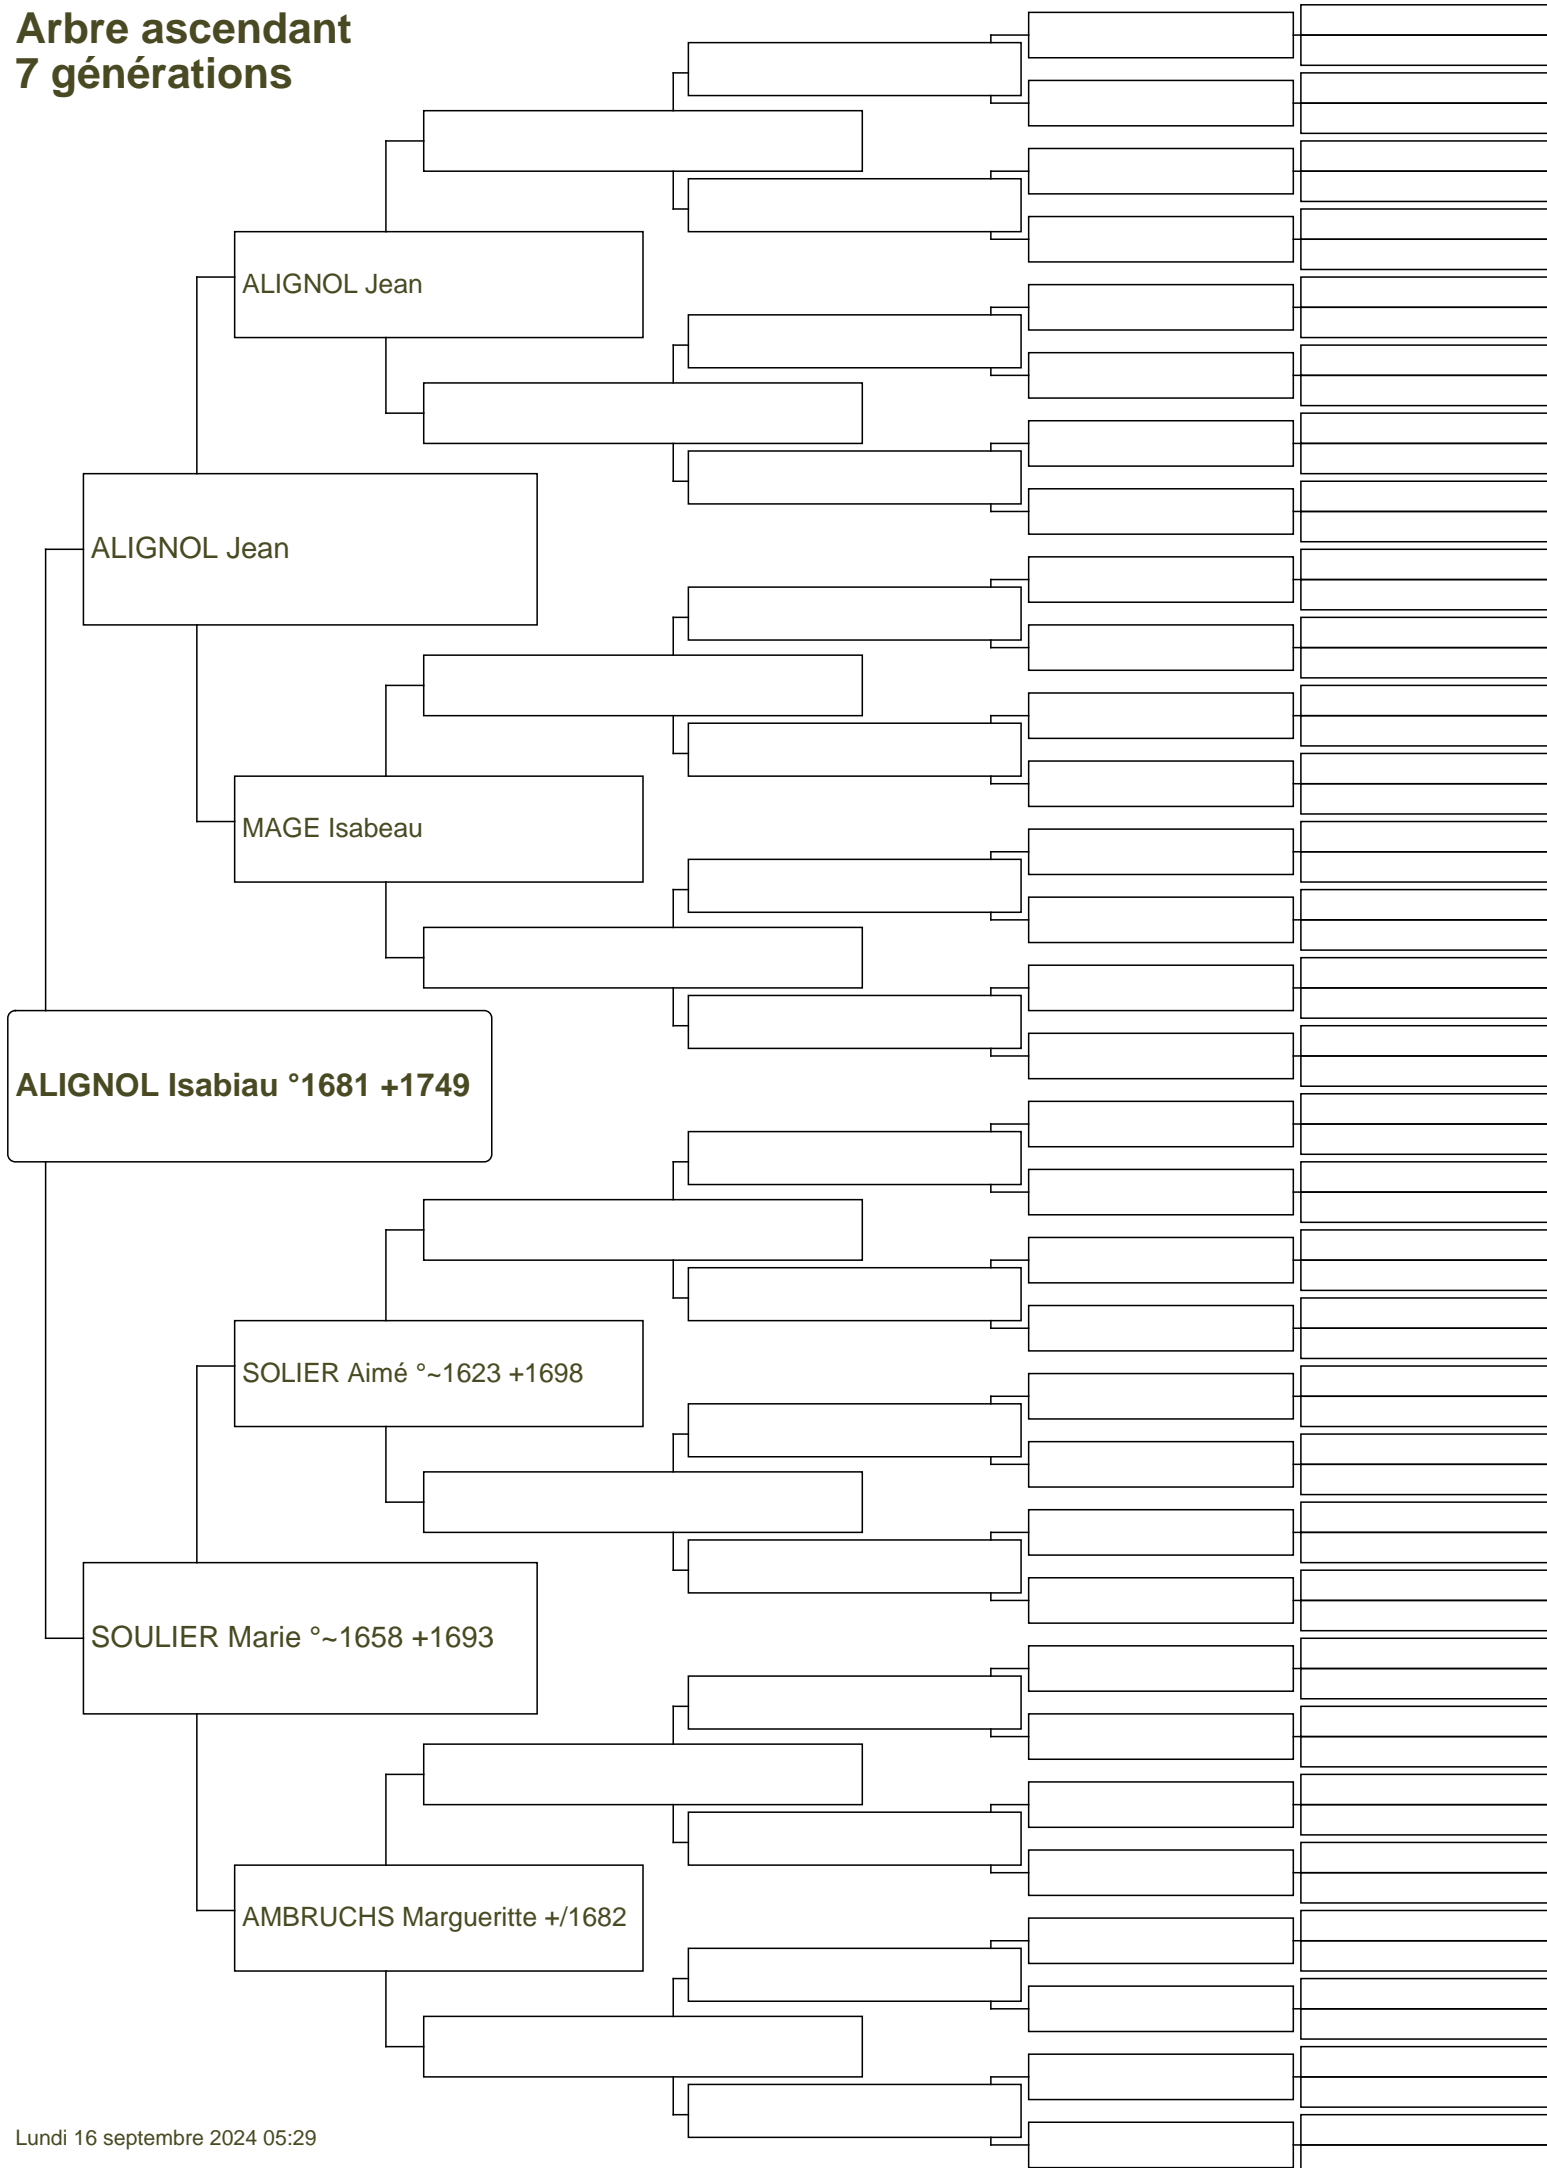 Arbre ascendant
7 générations
ALIGNOL Jean
ALIGNOL Jean
MAGE Isabeau
ALIGNOL Isabiau °1681 +1749
SOLIER Aimé °~1623 +1698
SOULIER Marie °~1658 +1693
AMBRUCHS Margueritte +/1682
Lundi 16 septembre 2024 05:29